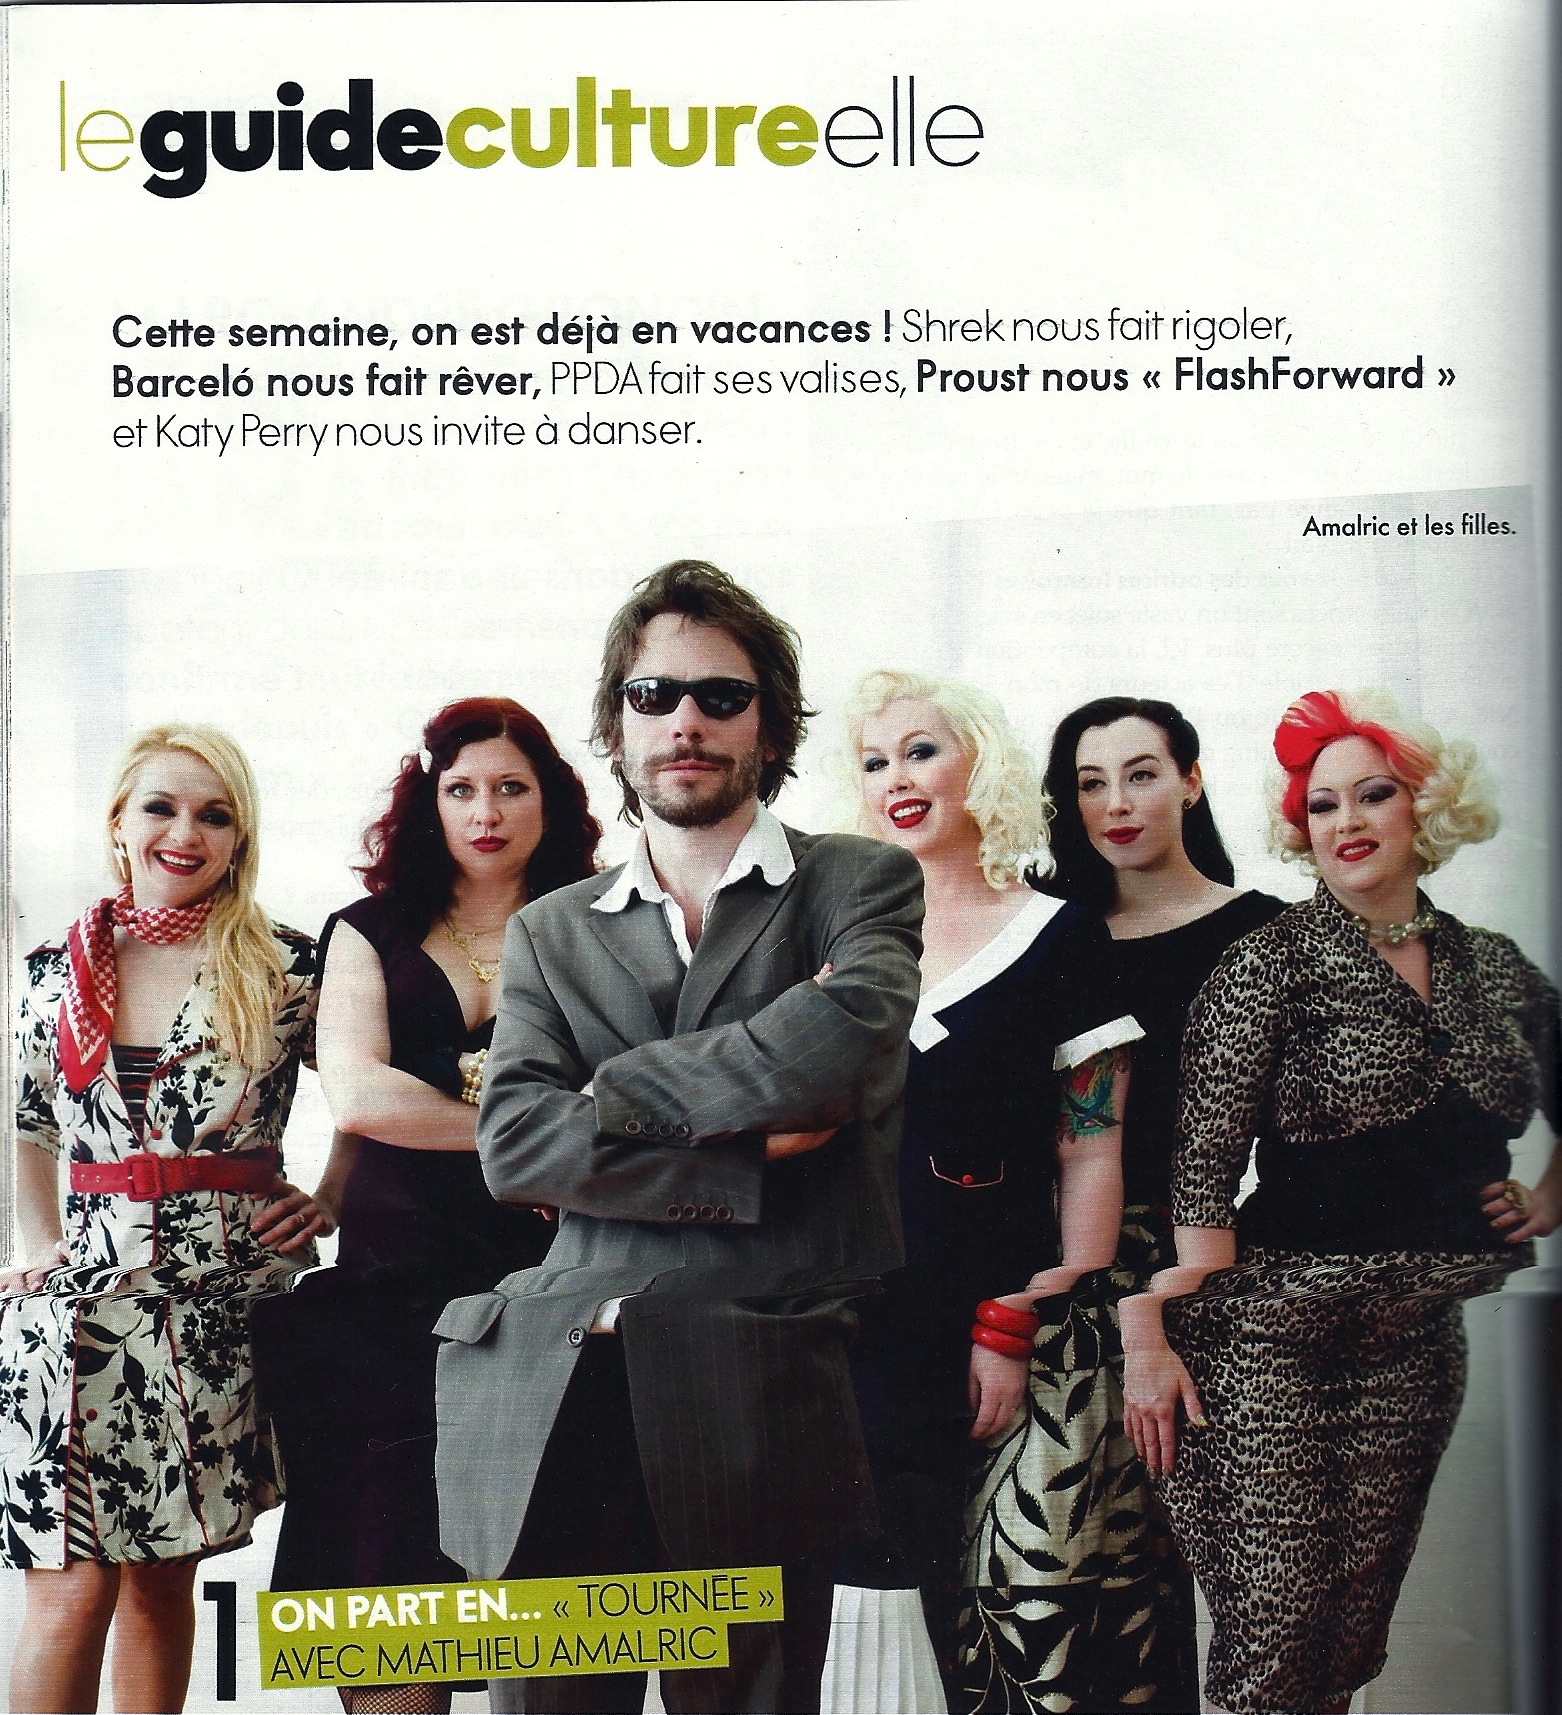 leguidecultureelle
Cette semaine, on est déjà en vacances ! Shrek nous fait rigoler,
Barceló nous fait rêver, PPDA fait ses valises, Proust nous « FlashForward »
et Katy Perry nous invite à danser.
Amalric et les filles.
1 ON PART EN... « TOURNÉE »
AVEC MATHIEU AMALRIC